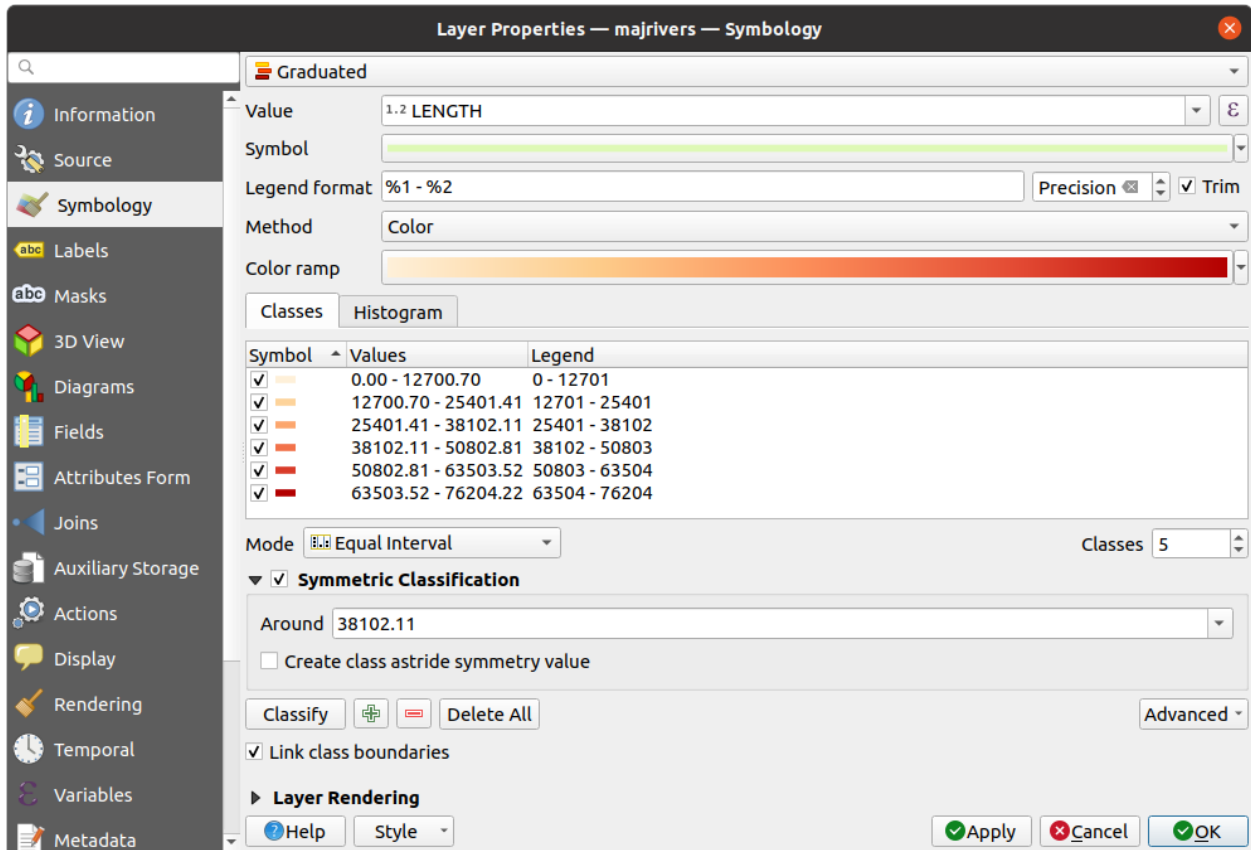 Layer Properties — majrivers — Symbology
Information
Source
Symbology
Labels
Masks
3D View
Diagrams
Fields
Attributes Form
Joins
Auxiliary Storage
Actions
Display
Rendering
Temporal
Variables
Metadata
Graduated
Value 1.2 LENGTH ε
Symbol
Legend format %1 - %2 Precision Trim
Method Color
Color ramp
Classes Histogram
Symbol Values Legend
0.00 - 12700.70 0 - 12701
12700.70 - 25401.41 12701 - 25401
25401.41 - 38102.11 25401 - 38102
38102.11 - 50802.81 38102 - 50803
50802.81 - 63503.52 50803 - 63504
63503.52 - 76204.22 63504 - 76204
Mode Equal Interval Classes 5
Symmetric Classification
Around 38102.11
Create class astride symmetry value
Classify Delete All Advanced
Link class boundaries
Layer Rendering
Help Style Apply Cancel OK